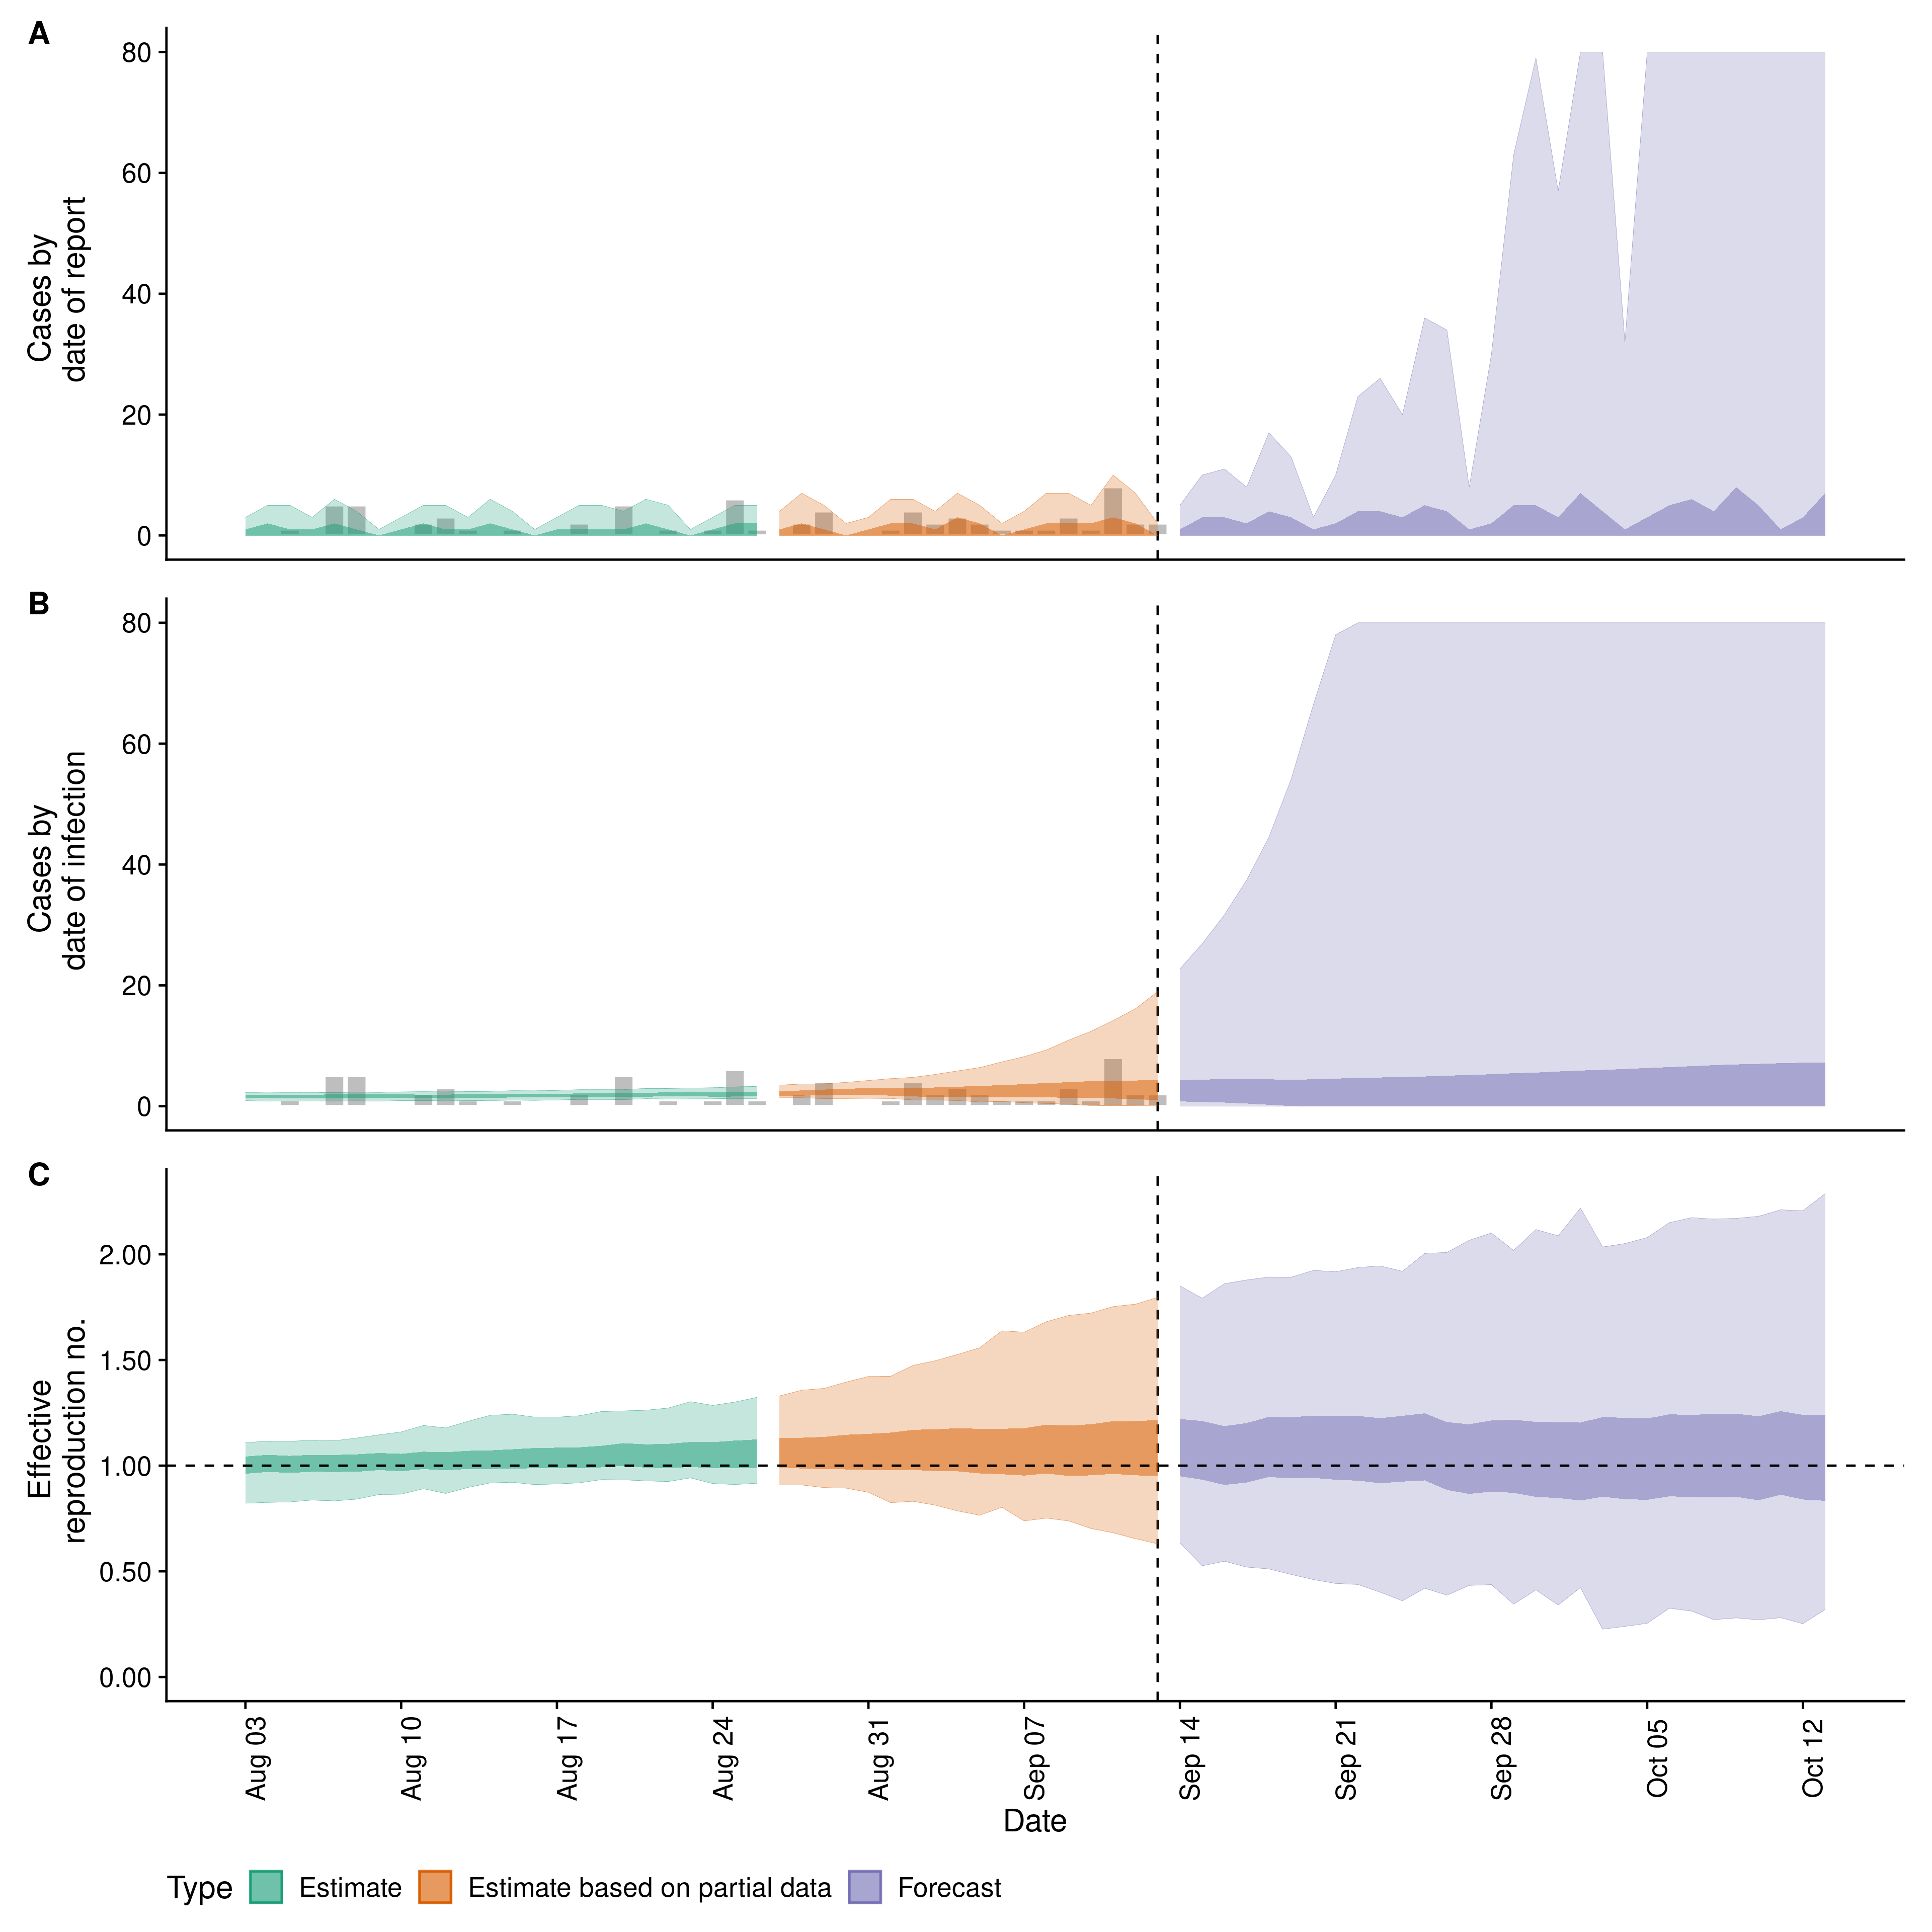 A
80
60
40
20
0
Cases by
date of report
B
80
60
40
20
0
Cases by
date of infection
C
2.00
1.50
1.00
0.50
0.00
Effective
reproduction no.
Aug 03
Aug 10
Aug 17
Aug 24
Aug 31
Sep 07
Sep 14
Sep 21
Sep 28
Oct 05
Oct 12
Date
Type Estimate Estimate based on partial data Forecast